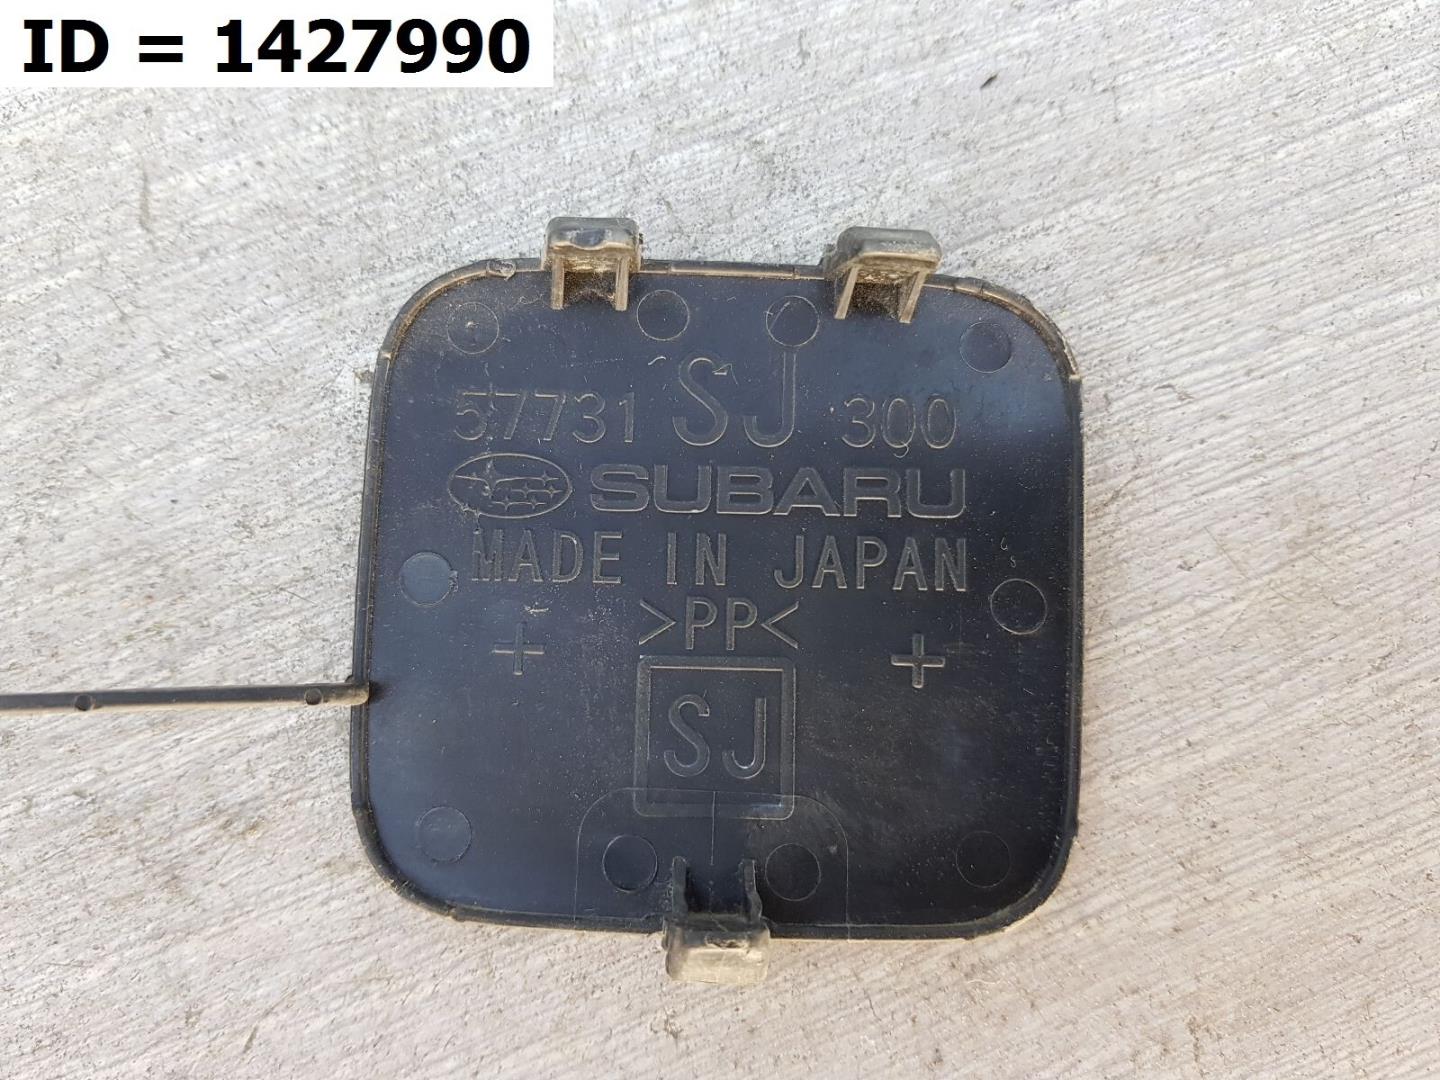 ID = 1427990
57731 SJ 300
SUBARU
MADE IN JAPAN
>PP<
SJ